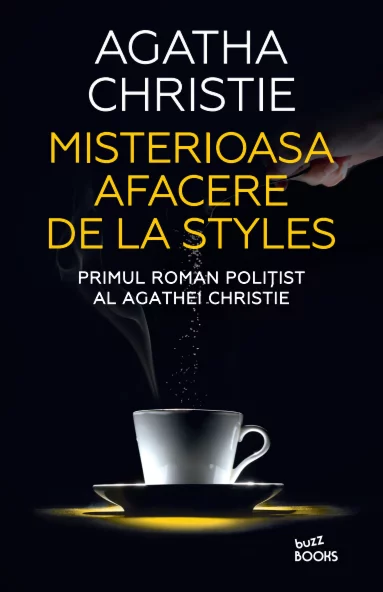 AGATHA
CHRISTIE
MISTERIOASA
AFACERE
DE LA STYLES
PRIMUL ROMAN POLIȚIST
AL AGATHEI CHRISTIE
buzz
BOOKS